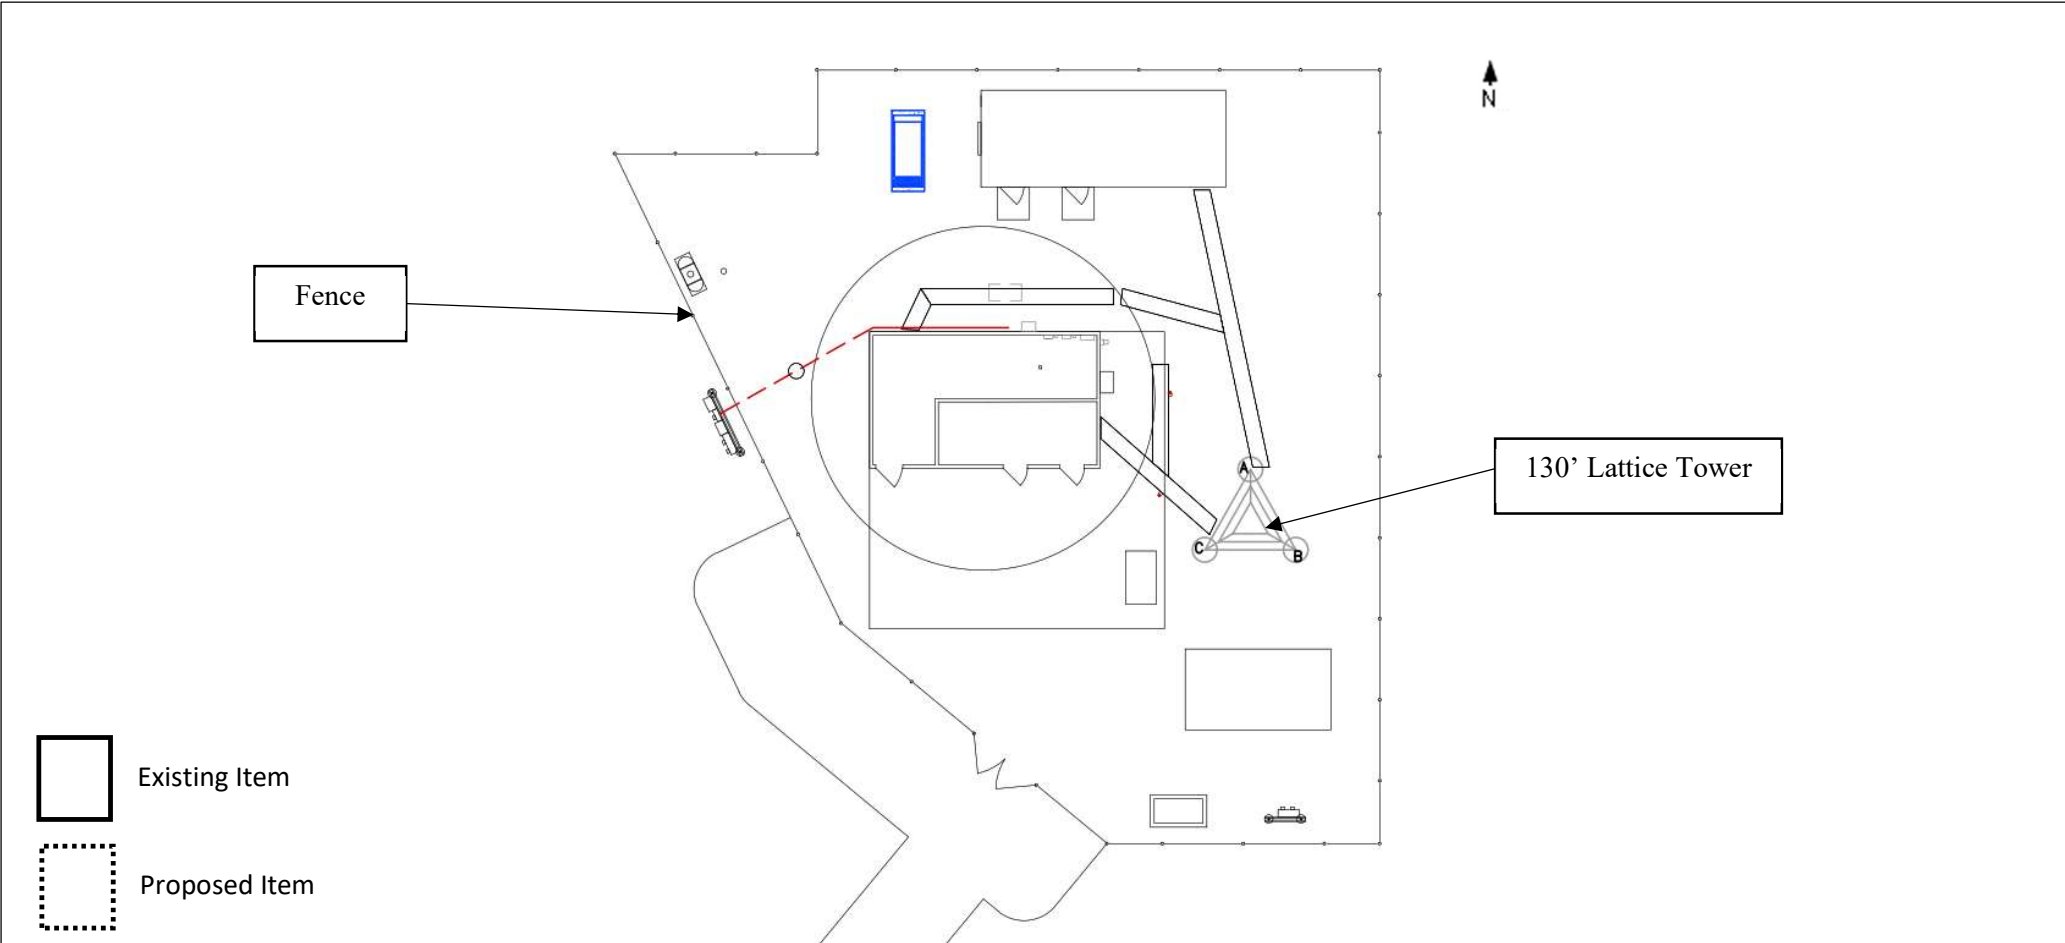 N
Fence
130’ Lattice Tower
A
C
B
Existing Item
Proposed Item